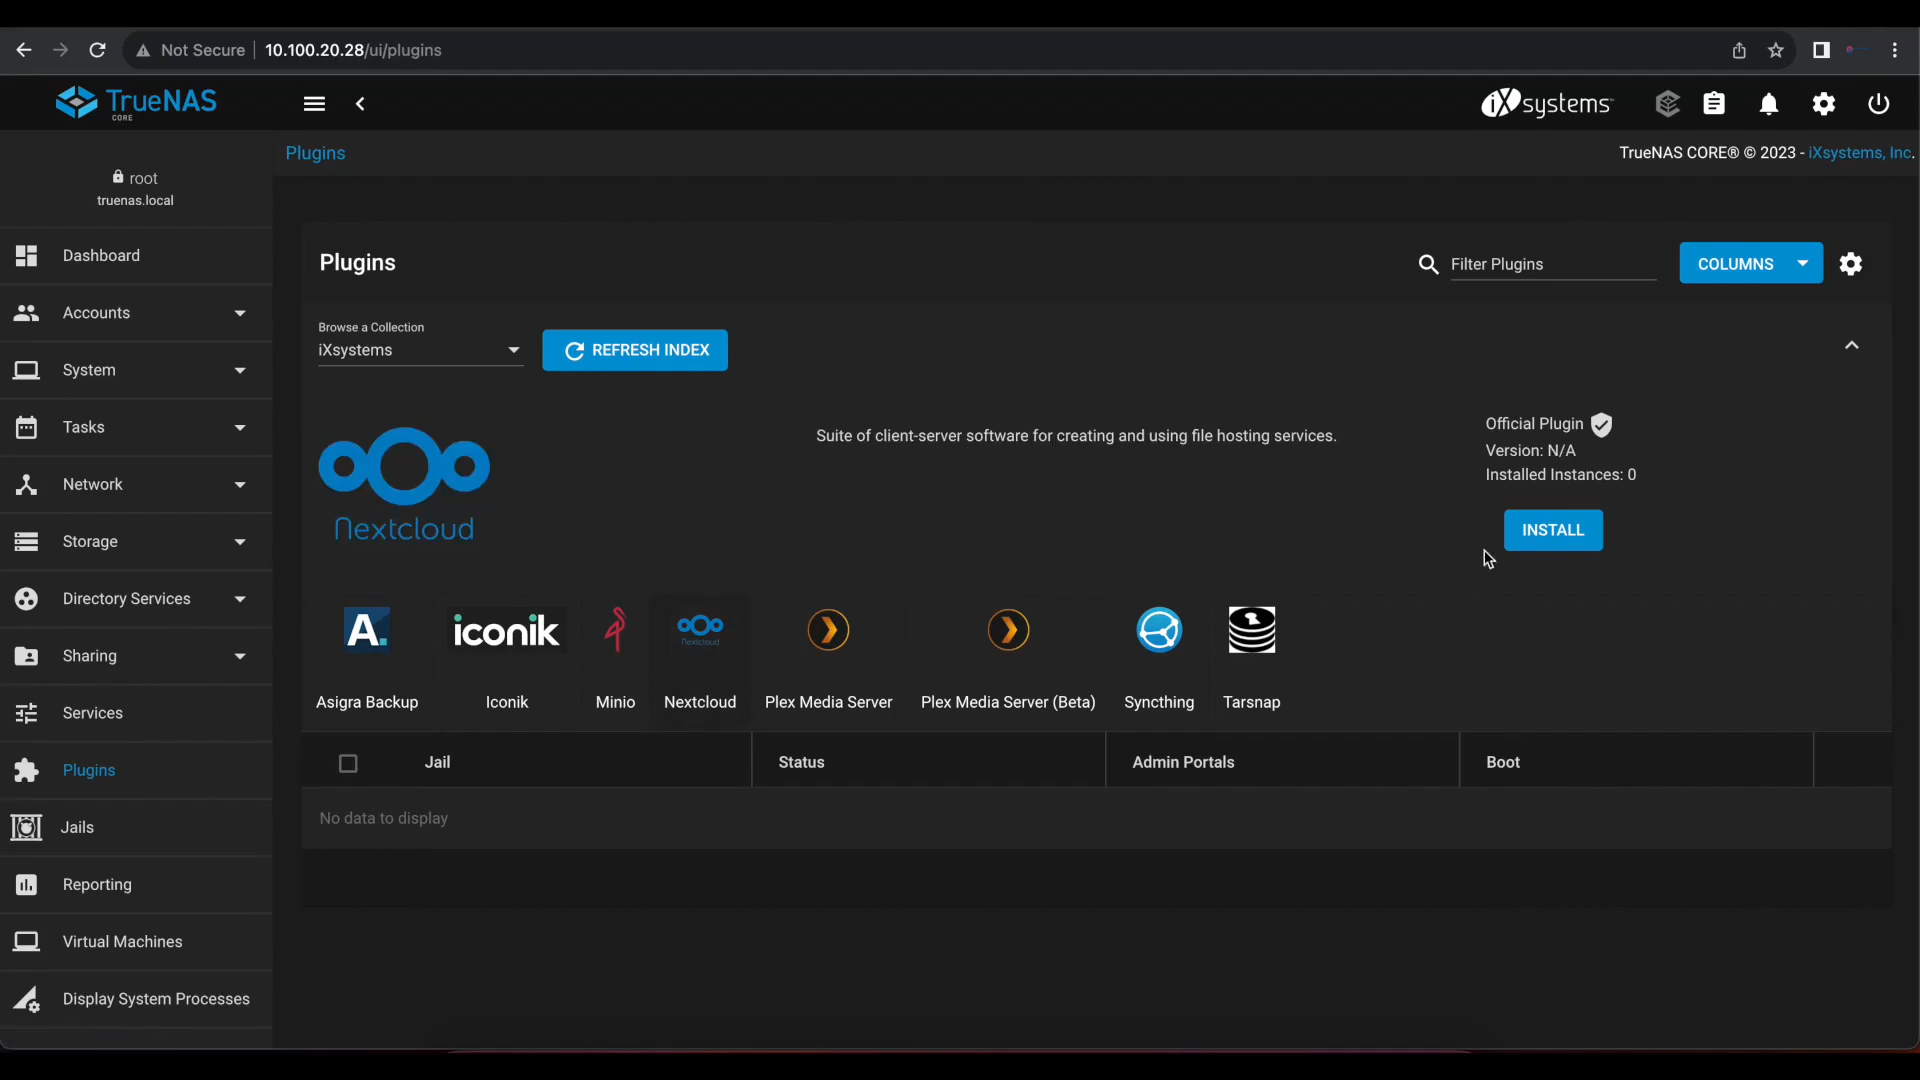 Not Secure
10.100.20.28/ui/plugins
TrueNAS
CORE
iXsystems
Plugins
TrueNAS CORE® © 2023 - iXsystems, Inc.
root
truenas.local
Dashboard
Accounts
System
Tasks
Network
Storage
Directory Services
Sharing
Services
Plugins
Jails
Reporting
Virtual Machines
Display System Processes
Plugins
Filter Plugins
COLUMNS
Browse a Collection
iXsystems
REFRESH INDEX
Nextcloud
Suite of client-server software for creating and using file hosting services.
Official Plugin
Version: N/A
Installed Instances: 0
INSTALL
A.
iconik
Nextcloud
Asigra Backup
Iconik
Minio
Nextcloud
Plex Media Server
Plex Media Server (Beta)
Syncthing
Tarsnap
Jail
Status
Admin Portals
Boot
No data to display